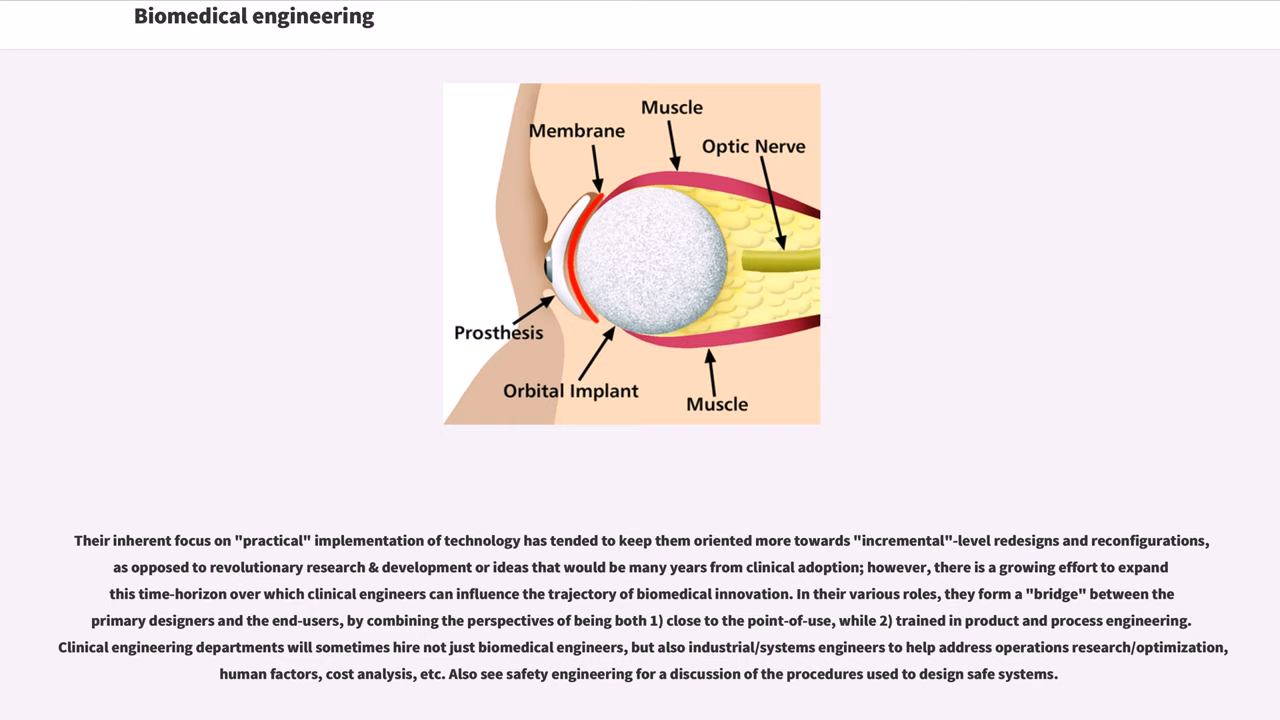 Biomedical engineering
Muscle
Membrane
Optic Nerve
Prosthesis
Orbital Implant
Muscle
Their inherent focus on "practical" implementation of technology has tended to keep them oriented more towards "incremental"-level redesigns and reconfigurations,
as opposed to revolutionary research & development or ideas that would be many years from clinical adoption; however, there is a growing effort to expand
this time-horizon over which clinical engineers can influence the trajectory of biomedical innovation. In their various roles, they form a "bridge" between the
primary designers and the end-users, by combining the perspectives of being both 1) close to the point-of-use, while 2) trained in product and process engineering.
Clinical engineering departments will sometimes hire not just biomedical engineers, but also industrial/systems engineers to help address operations research/optimization,
human factors, cost analysis, etc. Also see safety engineering for a discussion of the procedures used to design safe systems.